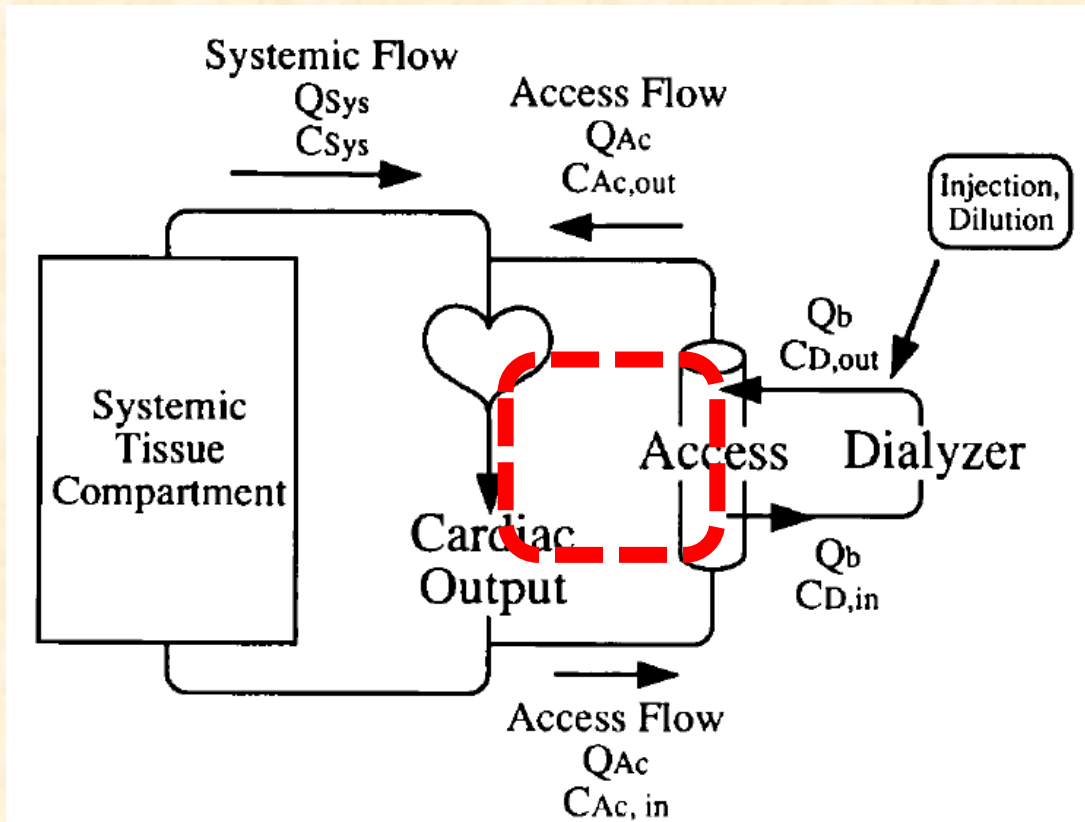 Systemic Flow
QSys
CSys
Access Flow
QAc
CAc,out
Injection,
Dilution
Qb
CD,out
Systemic
Tissue
Compartment
Access
Dialyzer
Cardiac
Output
Qb
CD,in
Access Flow
QAc
CAc, in